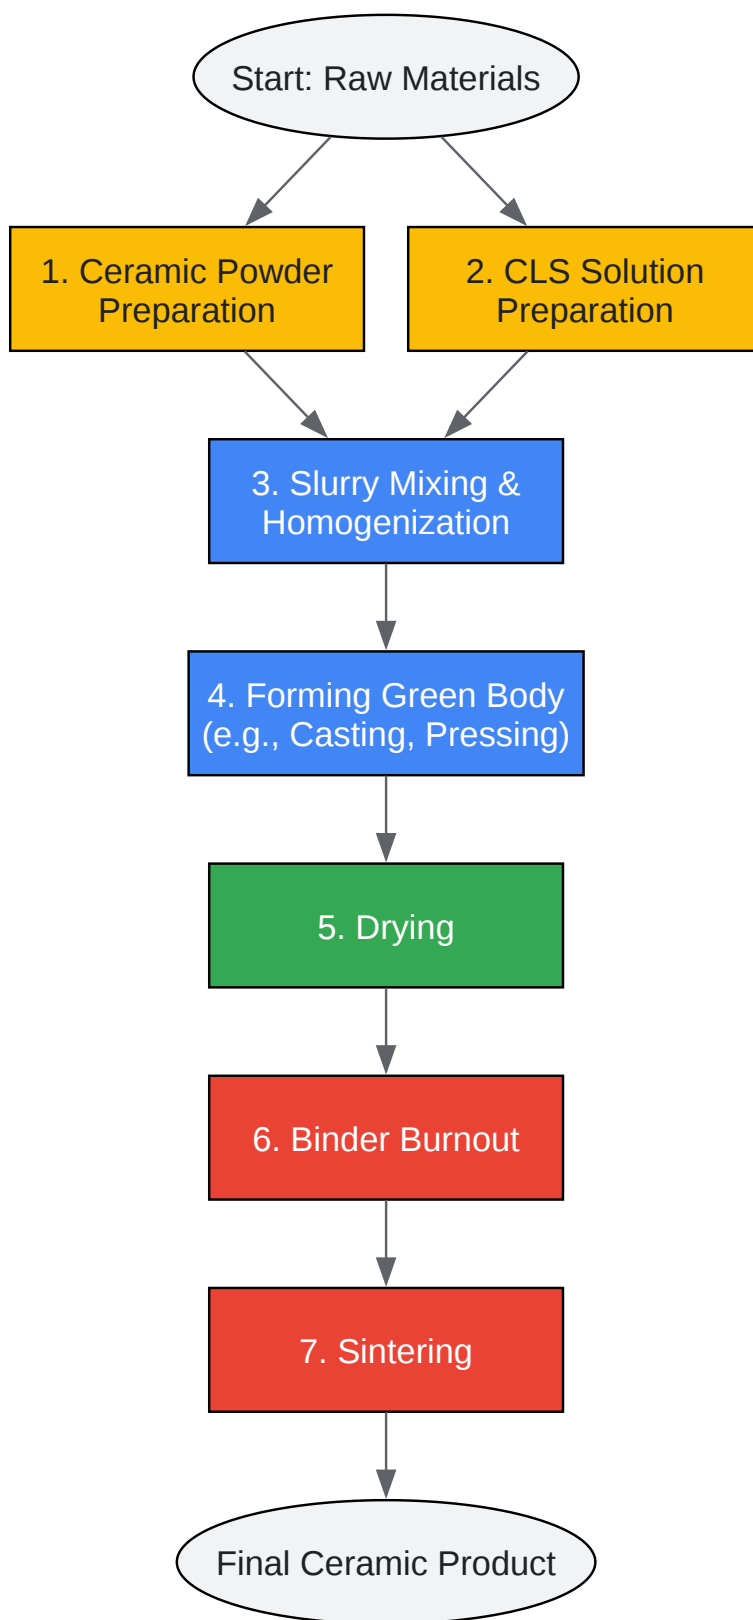 Start: Raw Materials
1. Ceramic Powder
Preparation
2. CLS Solution
Preparation
3. Slurry Mixing &
Homogenization
4. Forming Green Body
(e.g., Casting, Pressing)
5. Drying
6. Binder Burnout
7. Sintering
Final Ceramic Product